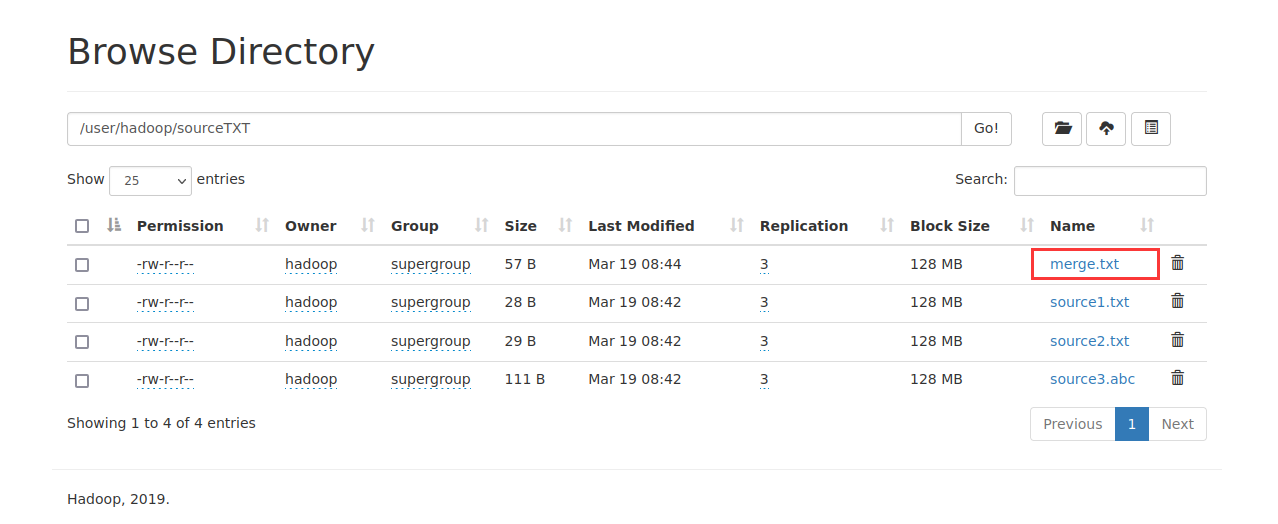 Browse Directory
/user/hadoop/sourceTXT Go!
Show 25 entries Search:
Permission Owner Group Size Last Modified Replication Block Size Name
-rw-r--r-- hadoop supergroup 57 B Mar 19 08:44 3 128 MB merge.txt
-rw-r--r-- hadoop supergroup 28 B Mar 19 08:42 3 128 MB source1.txt
-rw-r--r-- hadoop supergroup 29 B Mar 19 08:42 3 128 MB source2.txt
-rw-r--r-- hadoop supergroup 111 B Mar 19 08:42 3 128 MB source3.abc
Showing 1 to 4 of 4 entries Previous 1 Next
Hadoop, 2019.